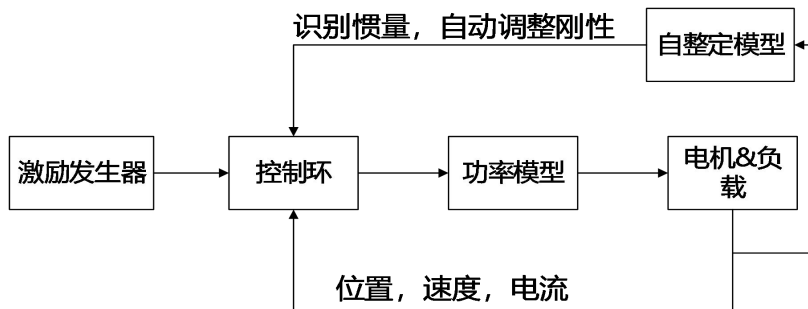 识别惯量，自动调整刚性
自整定模型
激励发生器
控制环
功率模型
电机&负
载
位置，速度，电流